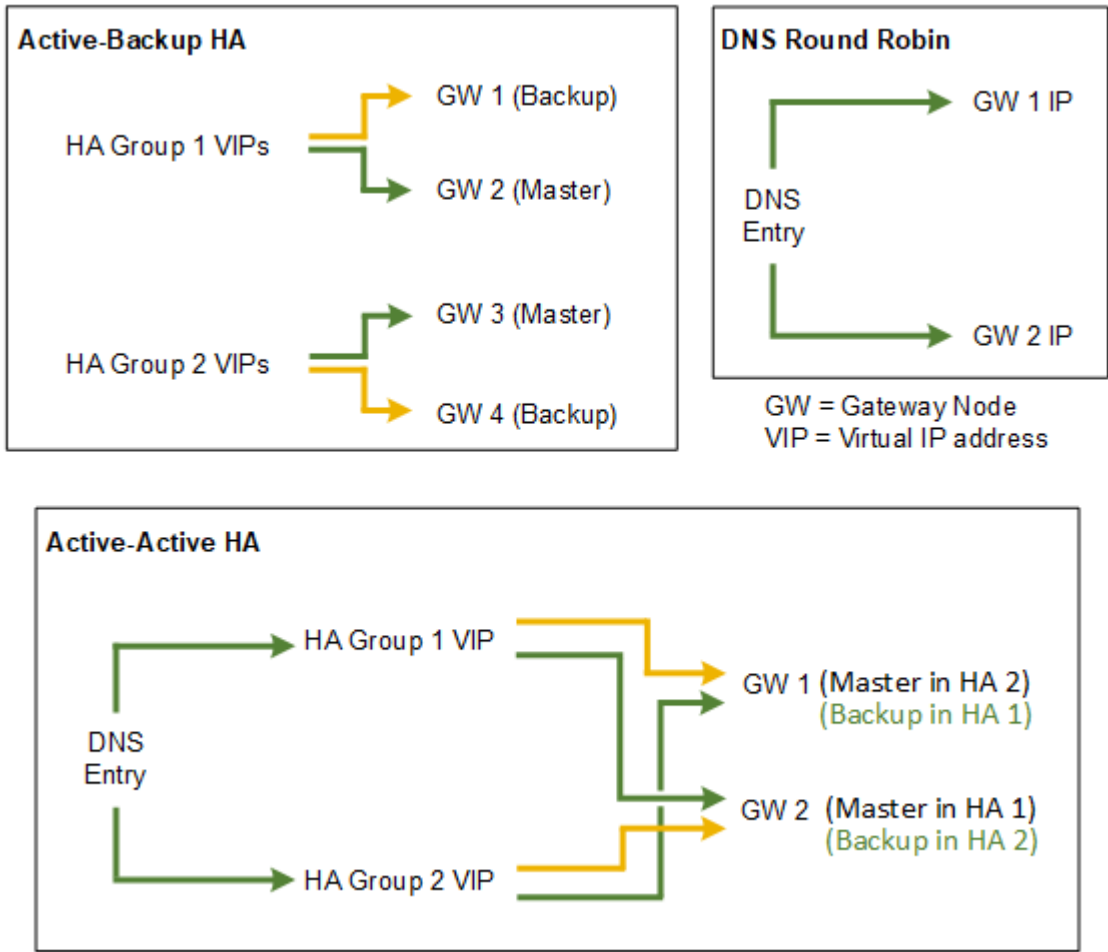 Active-Backup HA
GW 1 (Backup)
HA Group 1 VIPs
GW 2 (Master)
GW 3 (Master)
HA Group 2 VIPs
GW 4 (Backup)
DNS Round Robin
GW 1 IP
DNS
Entry
GW 2 IP
GW = Gateway Node
VIP = Virtual IP address
Active-Active HA
HA Group 1 VIP
GW 1 (Master in HA 2)
(Backup in HA 1)
DNS
Entry
GW 2 (Master in HA 1)
(Backup in HA 2)
HA Group 2 VIP